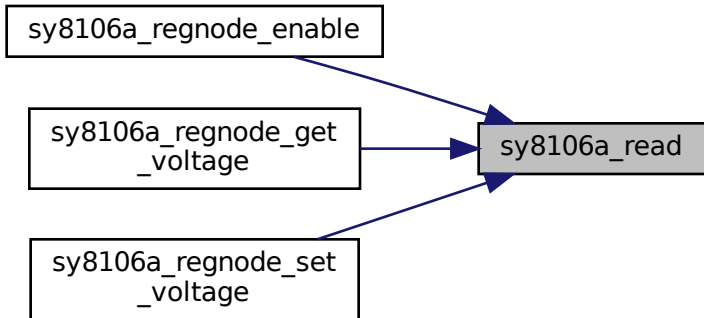 sy8106a_regnode_enable
sy8106a_regnode_get
_voltage
sy8106a_read
sy8106a_regnode_set
_voltage